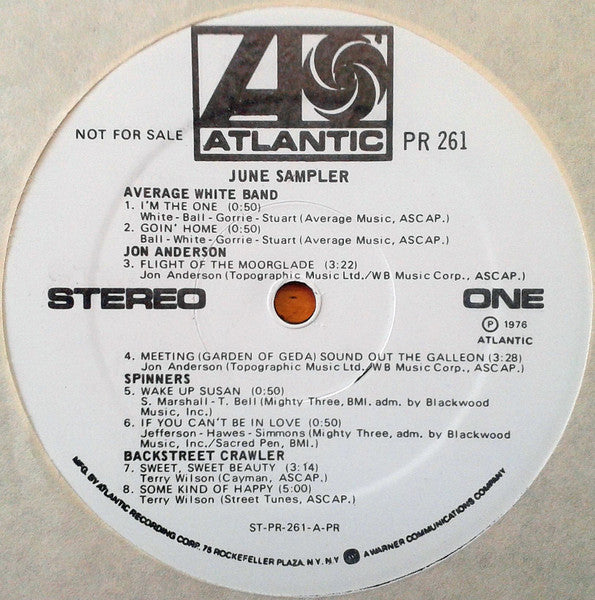 NOT FOR SALE
ATLANTIC
PR 261
JUNE SAMPLER
AVERAGE WHITE BAND
1. I'M THE ONE (0:50)
White-Ball-Gorrie-Stuart (Average Music, ASCAP.)
2. GOIN' HOME (0:50)
Ball-White-Gorrie-Stuart (Average Music, ASCAP.)
JON ANDERSON
3. FLIGHT OF THE MOORGLADE (3:22)
Jon Anderson (Topographic Music Ltd./WB Music Corp., ASCAP.)
STEREO
ONE
Ⓟ 1976
ATLANTIC
4. MEETING (GARDEN OF GEDA) SOUND OUT THE GALLEON (3:28)
Jon Anderson (Topographic Music Ltd./WB Music Corp., ASCAP.)
SPINNERS
5. WAKE UP SUSAN (0:50)
S. Marshall-T. Bell (Mighty Three, BMI. adm. by Blackwood
Music, Inc.)
6. IF YOU CAN'T BE IN LOVE (0:50)
Jefferson-Hawes-Simmons (Mighty Three, adm. by Blackwood
Music, Inc./Sacred Pen, BMI.)
BACKSTREET CRAWLER
7. SWEET, SWEET BEAUTY (3:14)
Terry Wilson (Cayman, ASCAP.)
8. SOME KIND OF HAPPY (5:00)
Terry Wilson (Street Tunes, ASCAP.)
ST-PR-261-A-PR
MFG. BY ATLANTIC RECORDING CORP., 75 ROCKEFELLER PLAZA, N.Y. N.Y. A WARNER COMMUNICATIONS COMPANY